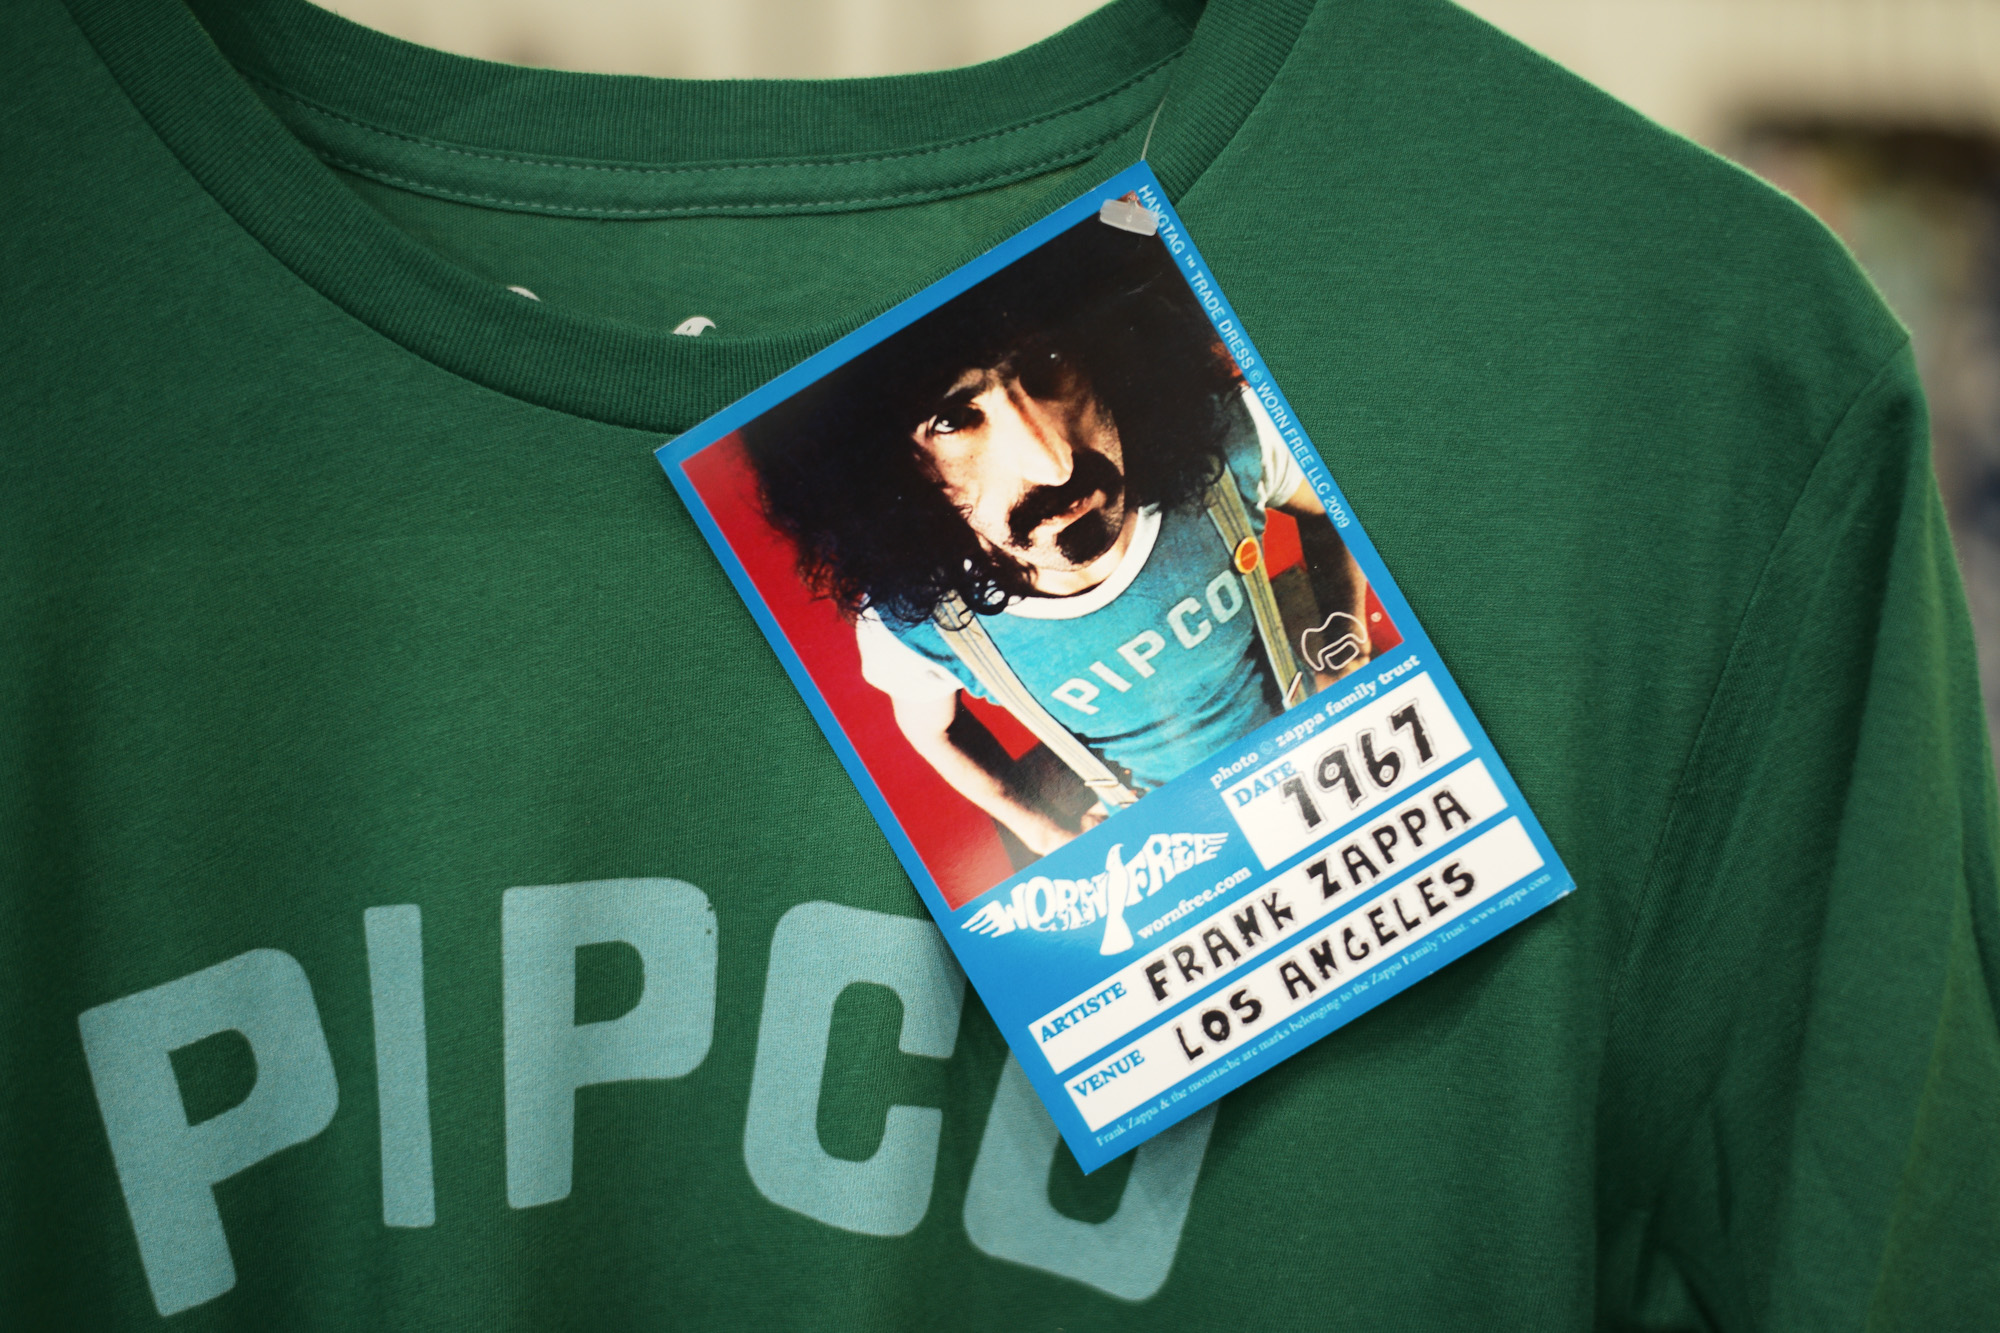 HANGTAG ™ TRADE DRESS © WORN FREE LLC 2009
PIPCO
®
photo © zappa family trust
WORN FREE
wornfree.com
DATE 1967
ARTISTE FRANK ZAPPA
VENUE LOS ANGELES
Frank Zappa & the moustache are marks belonging to the Zappa Family Trust. www.zappa.com
PIPCO